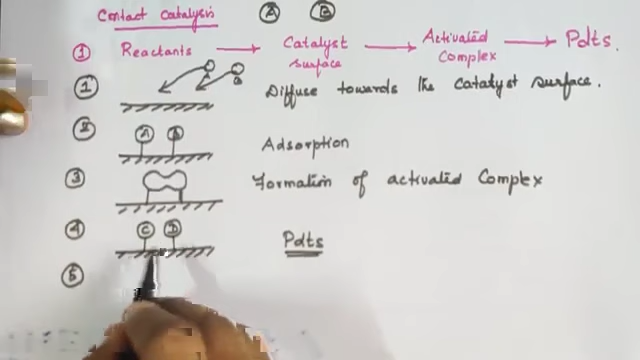 Contact catalysis
A B
① Reactants → Catalyst surface → Activated Complex → Pdts.
① A B Diffuse towards the catalyst surface.
② A B Adsorption
③ Formation of activated Complex
④ C D Pdts
⑤